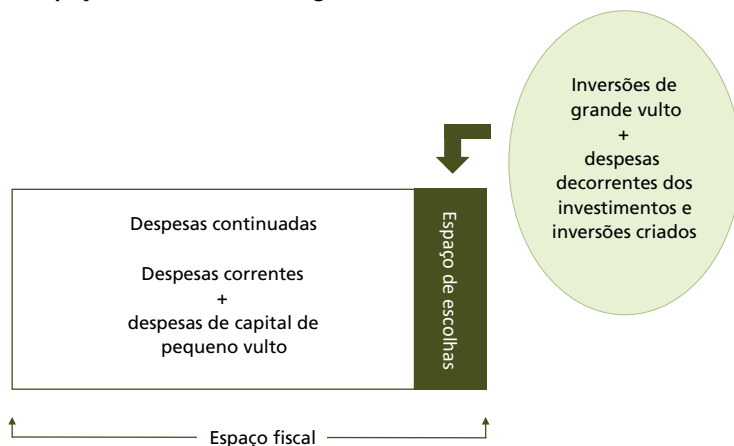 Inversões de
grande vulto
+
despesas
decorrentes dos
investimentos e
inversões criados
Despesas continuadas
Despesas correntes
+
despesas de capital de
pequeno vulto
Espaço de escolhas
Espaço fiscal